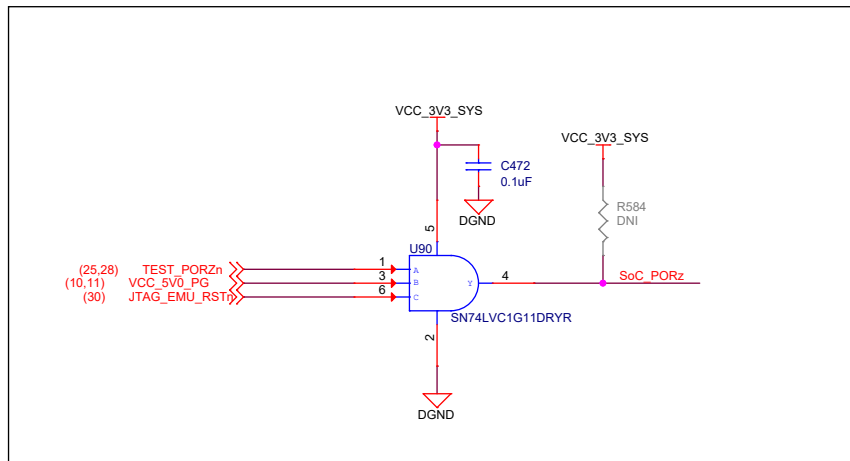 VCC_3V3_SYS
VCC_3V3_SYS
C472
0.1uF
R584
DNI
DGND
5
U90
(25,28) TEST_PORZn 1 A
(10,11) VCC_5V0_PG 3 B Y 4 SoC_PORz
(30) JTAG_EMU_RSTn 6 C
SN74LVC1G11DRYR
2
DGND